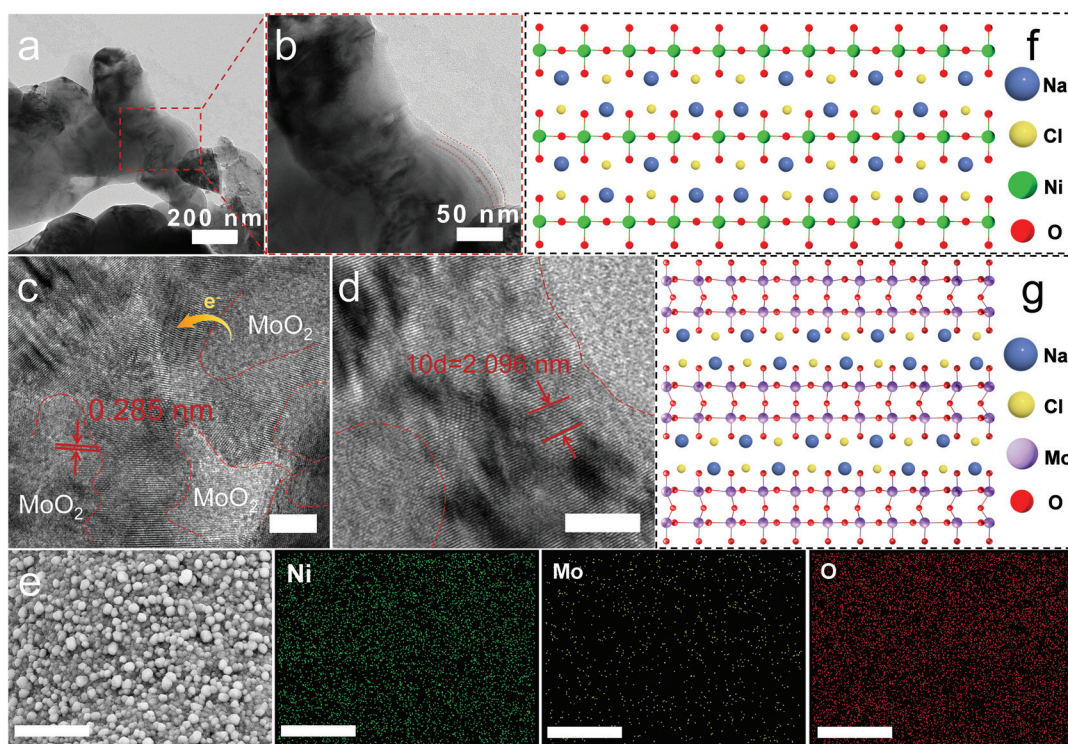 a
200 nm
b
50 nm
f
Na
Cl
Ni
O
c
e⁻
MoO₂
0.285 nm
MoO₂
MoO₂
d
10d=2.096 nm
g
Na
Cl
Mo
O
e
Ni
Mo
O